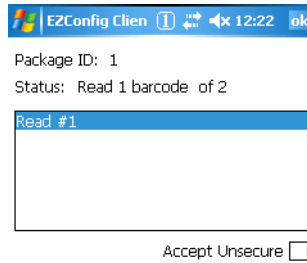 EZConfig Clien 1 12:22 ok
Package ID: 1
Status: Read 1 barcode of 2
Read #1
Accept Unsecure